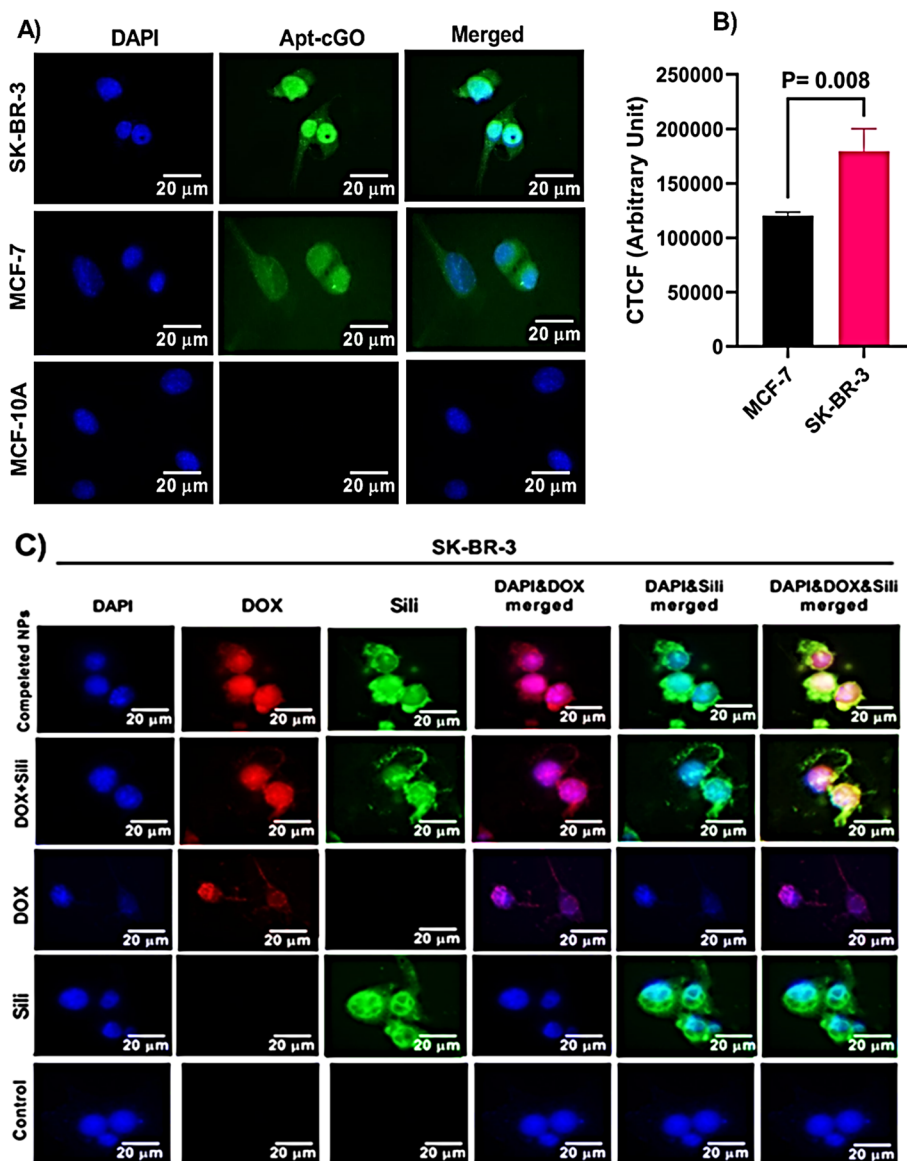 A)
DAPI Apt-cGO Merged
SK-BR-3
20 μm 20 μm 20 μm
MCF-7
20 μm 20 μm 20 μm
MCF-10A
20 μm 20 μm 20 μm
B)
P= 0.008
CTCF (Arbitrary Unit)
250000
200000
150000
100000
50000
0
MCF-7 SK-BR-3
C)
SK-BR-3
DAPI DOX Sili DAPI&DOX merged DAPI&Sili merged DAPI&DOX&Sili merged
Compeleted NPs
20 μm 20 μm 20 μm 20 μm 20 μm 20 μm
DOX+Sili
20 μm 20 μm 20 μm 20 μm 20 μm 20 μm
DOX
20 μm 20 μm 20 μm 20 μm 20 μm 20 μm
Sili
20 μm 20 μm 20 μm 20 μm 20 μm 20 μm
Control
20 μm 20 μm 20 μm 20 μm 20 μm 20 μm